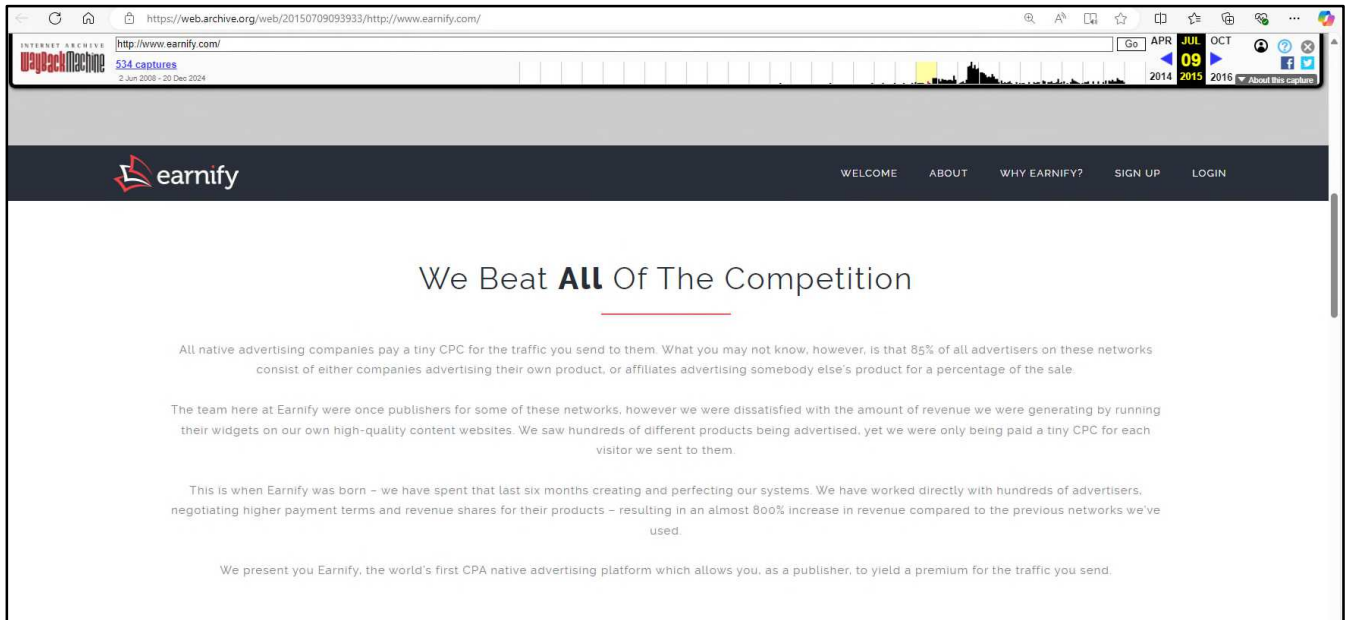 https://web.archive.org/web/20150709093933/http://www.earnify.com/
INTERNET ARCHIVE
WayBackMachine
http://www.earnify.com/
Go
534 captures
2 Jun 2008 - 20 Dec 2024
APR JUL OCT
09
2014 2015 2016
About this capture
earnify
WELCOME ABOUT WHY EARNIFY? SIGN UP LOGIN
We Beat All Of The Competition
All native advertising companies pay a tiny CPC for the traffic you send to them. What you may not know, however, is that 85% of all advertisers on these networks
consist of either companies advertising their own product, or affiliates advertising somebody else's product for a percentage of the sale.
The team here at Earnify were once publishers for some of these networks, however we were dissatisfied with the amount of revenue we were generating by running
their widgets on our own high-quality content websites. We saw hundreds of different products being advertised, yet we were only being paid a tiny CPC for each
visitor we sent to them.
This is when Earnify was born – we have spent that last six months creating and perfecting our systems. We have worked directly with hundreds of advertisers,
negotiating higher payment terms and revenue shares for their products – resulting in an almost 800% increase in revenue compared to the previous networks we've
used.
We present you Earnify, the world's first CPA native advertising platform which allows you, as a publisher, to yield a premium for the traffic you send.